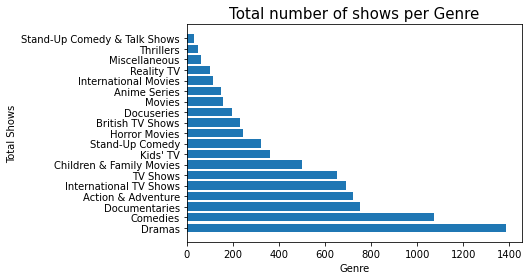 Total number of shows per Genre
Total Shows
Stand-Up Comedy & Talk Shows
Thrillers
Miscellaneous
Reality TV
International Movies
Anime Series
Movies
Docuseries
British TV Shows
Horror Movies
Stand-Up Comedy
Kids' TV
Children & Family Movies
TV Shows
International TV Shows
Action & Adventure
Documentaries
Comedies
Dramas
0 200 400 600 800 1000 1200 1400
Genre